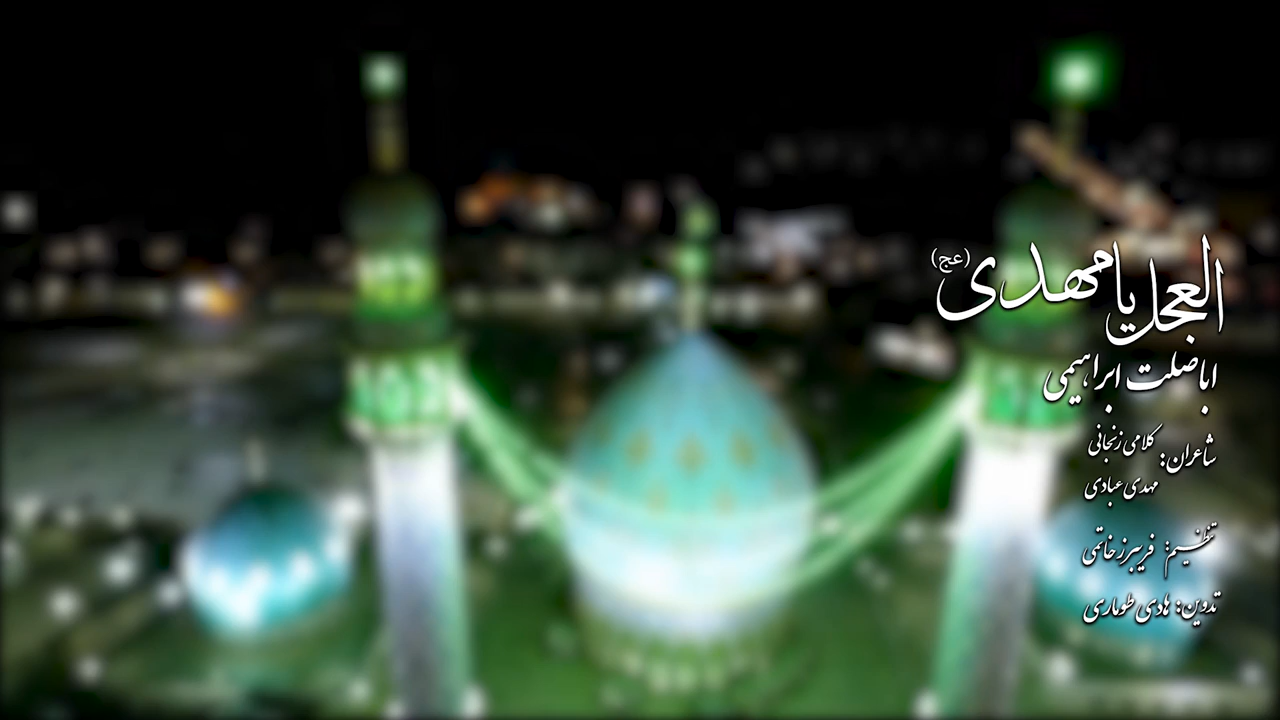 العجل یا مهدی (عج)
اباصلت ابراهیمی
شاعران: کلامی زنجانی
مهدی عبادی
تنظیم: فریبرز خاتمی
تدوین: هادی طوماری